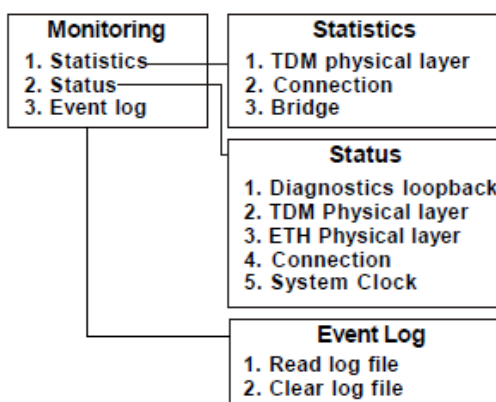 Monitoring
1. Statistics
2. Status
3. Event log
Statistics
1. TDM physical layer
2. Connection
3. Bridge
Status
1. Diagnostics loopback
2. TDM Physical layer
3. ETH Physical layer
4. Connection
5. System Clock
Event Log
1. Read log file
2. Clear log file